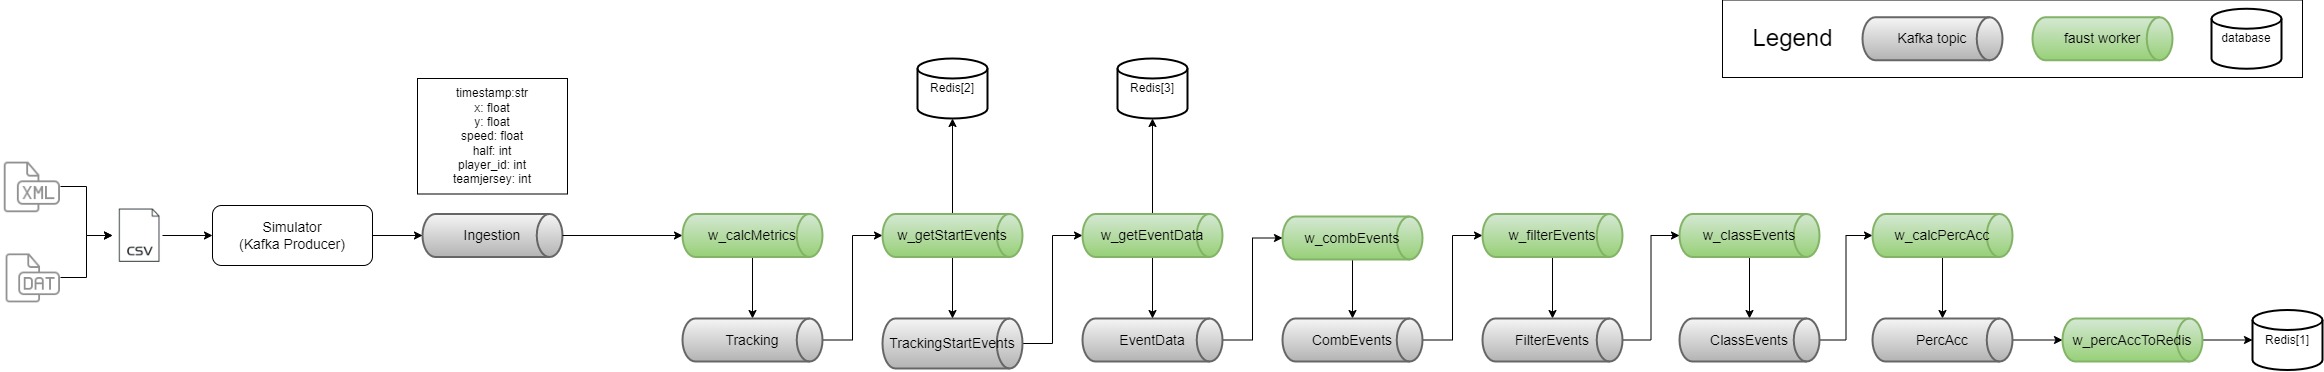 Legend
Kafka topic
faust worker
database
timestamp:str
x: float
y: float
speed: float
half: int
player_id: int
teamjersey: int
Redis[2]
Redis[3]
XML
DAT
CSV
Simulator
(Kafka Producer)
Ingestion
w_calcMetrics
w_getStartEvents
w_getEventData
w_combEvents
w_filterEvents
w_classEvents
w_calcPercAcc
Tracking
TrackingStartEvents
EventData
CombEvents
FilterEvents
ClassEvents
PercAcc
w_percAccToRedis
Redis[1]